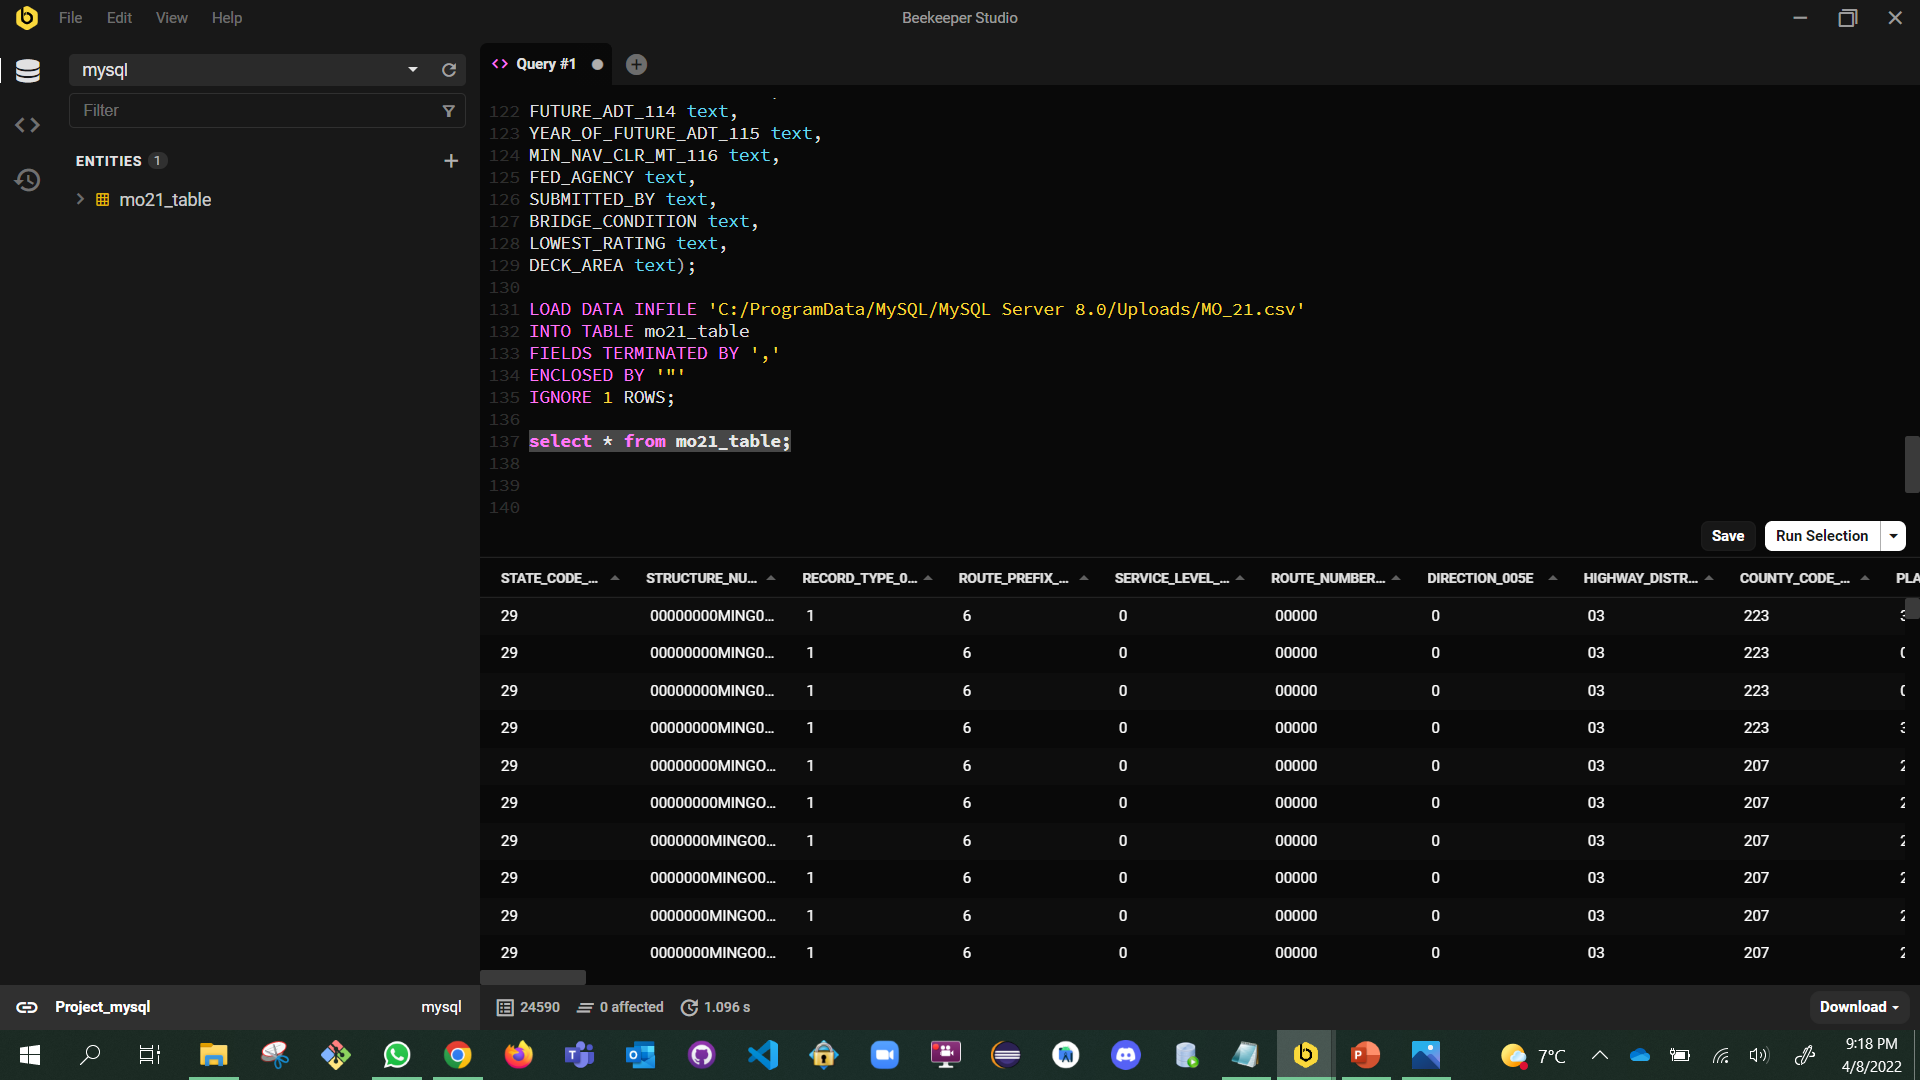 File Edit View Help
Beekeeper Studio
mysql
Filter
ENTITIES 1
mo21_table
Query #1
122 FUTURE_ADT_114 text,
123 YEAR_OF_FUTURE_ADT_115 text,
124 MIN_NAV_CLR_MT_116 text,
125 FED_AGENCY text,
126 SUBMITTED_BY text,
127 BRIDGE_CONDITION text,
128 LOWEST_RATING text,
129 DECK_AREA text);
130
131 LOAD DATA INFILE 'C:/ProgramData/MySQL/MySQL Server 8.0/Uploads/MO_21.csv'
132 INTO TABLE mo21_table
133 FIELDS TERMINATED BY ','
134 ENCLOSED BY '"'
135 IGNORE 1 ROWS;
136
137 select * from mo21_table;
138
139
140
Save Run Selection
STATE_CODE_... STRUCTURE_NU... RECORD_TYPE_0... ROUTE_PREFIX_... SERVICE_LEVEL_... ROUTE_NUMBER... DIRECTION_005E HIGHWAY_DISTR... COUNTY_CODE_... PLA
29 00000000MING0... 1 6 0 00000 0 03 223
29 00000000MING0... 1 6 0 00000 0 03 223
29 00000000MING0... 1 6 0 00000 0 03 223
29 00000000MING0... 1 6 0 00000 0 03 223
29 00000000MINGO... 1 6 0 00000 0 03 207
29 00000000MINGO... 1 6 0 00000 0 03 207
29 0000000MINGO0... 1 6 0 00000 0 03 207
29 0000000MINGO0... 1 6 0 00000 0 03 207
29 0000000MINGO0... 1 6 0 00000 0 03 207
29 0000000MINGO0... 1 6 0 00000 0 03 207
Project_mysql mysql
24590 0 affected 1.096 s
Download
7°C
9:18 PM
4/8/2022